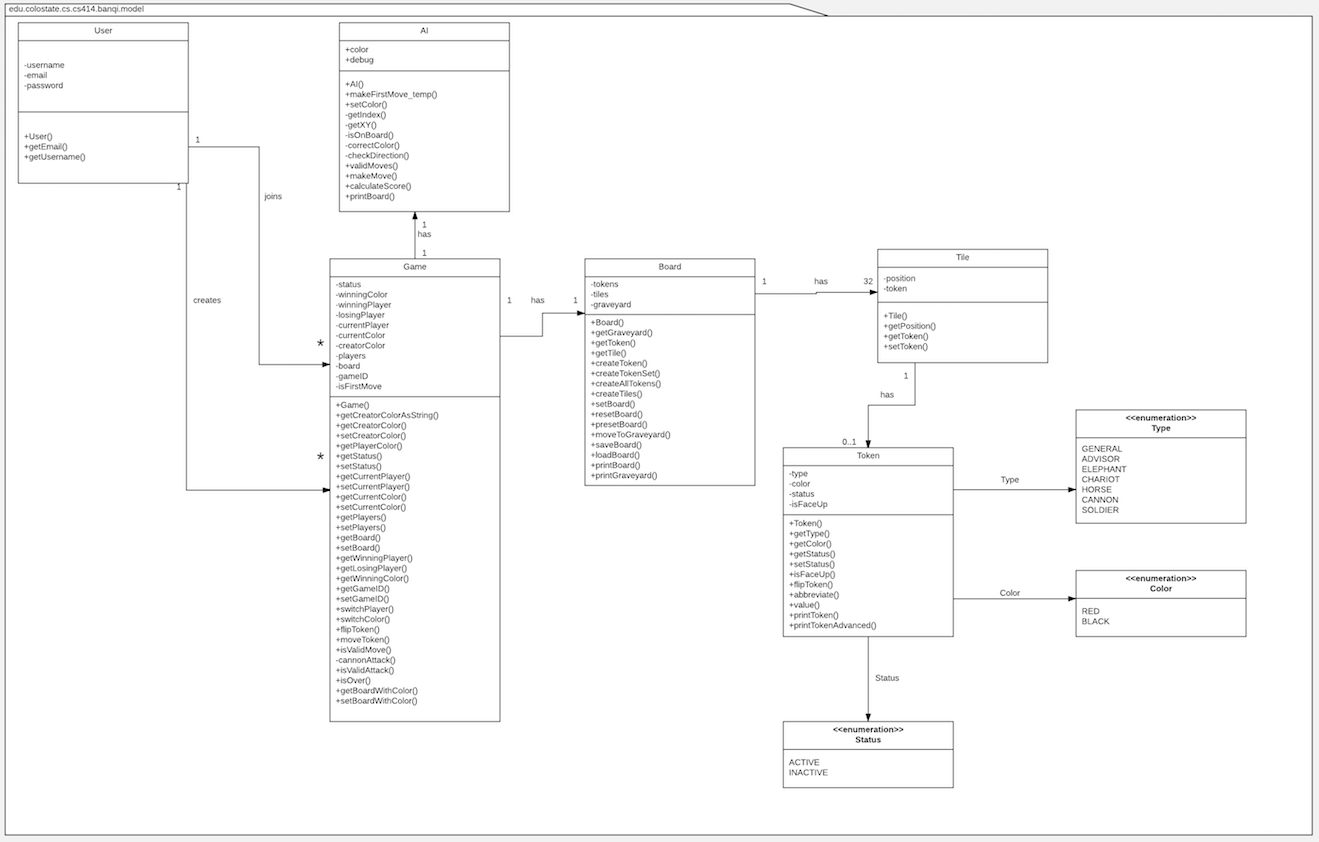 edu.colostate.cs.cs414.banqi.model
User
-username
-email
-password
+User()
+getEmail()
+getUsername()
1
1
joins
creates
*
*
AI
+color
+debug
+AI()
+makeFirstMove_temp()
+setColor()
-getIndex()
-getXY()
-isOnBoard()
-correctColor()
-checkDirection()
+validMoves()
+makeMove()
+calculateScore()
+printBoard()
1
has
1
Game
-status
-winningColor
-winningPlayer
-losingPlayer
-currentPlayer
-currentColor
-creatorColor
-players
-board
-gameID
-isFirstMove
+Game()
+getCreatorColorAsString()
+getCreatorColor()
+setCreatorColor()
+getPlayerColor()
+getStatus()
+setStatus()
+getCurrentPlayer()
+setCurrentPlayer()
+getCurrentColor()
+setCurrentColor()
+getPlayers()
+setPlayers()
+getBoard()
+setBoard()
+getWinningPlayer()
+getLosingPlayer()
+getWinningColor()
+getGameID()
+setGameID()
+switchPlayer()
+switchColor()
+flipToken()
+moveToken()
+isValidMove()
-cannonAttack()
+isValidAttack()
+isOver()
+getBoardWithColor()
+setBoardWithColor()
1 has 1
Board
-tokens
-tiles
-graveyard
+Board()
+getGraveyard()
+getToken()
+getTile()
+createToken()
+createTokenSet()
+createAllTokens()
+createTiles()
+setBoard()
+resetBoard()
+presetBoard()
+moveToGraveyard()
+saveBoard()
+loadBoard()
+printBoard()
+printGraveyard()
1 has 32
Tile
-position
-token
+Tile()
+getPosition()
+getToken()
+setToken()
1
has
0..1
Token
-type
-color
-status
-isFaceUp
+Token()
+getType()
+getColor()
+getStatus()
+setStatus()
+isFaceUp()
+flipToken()
+abbreviate()
+value()
+printToken()
+printTokenAdvanced()
Type
<<enumeration>>
Type
GENERAL
ADVISOR
ELEPHANT
CHARIOT
HORSE
CANNON
SOLDIER
Color
<<enumeration>>
Color
RED
BLACK
Status
<<enumeration>>
Status
ACTIVE
INACTIVE